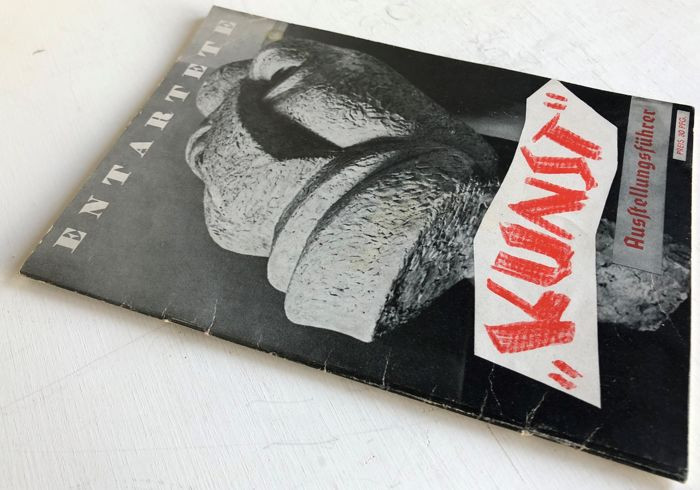 ENTARTETE
„KUNST“
Ausstellungsführer
PREIS 30 PFG.